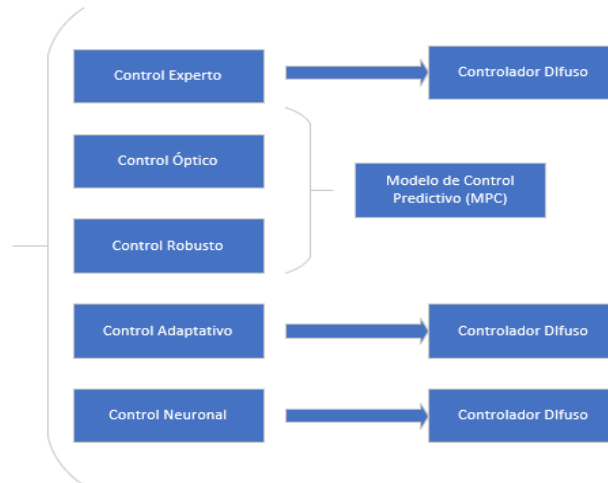 Control Experto
Controlador DIfuso
Control Óptico
Modelo de Control
Predictivo (MPC)
Control Robusto
Control Adaptativo
Controlador DIfuso
Control Neuronal
Controlador DIfuso